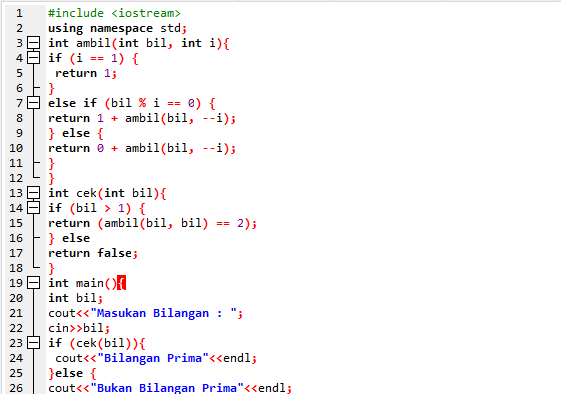 1 #include <iostream>
2 using namespace std;
3 int ambil(int bil, int i){
4 if (i == 1) {
5 return 1;
6 }
7 else if (bil % i == 0) {
8 return 1 + ambil(bil, --i);
9 } else {
10 return 0 + ambil(bil, --i);
11 }
12 }
13 int cek(int bil){
14 if (bil > 1) {
15 return (ambil(bil, bil) == 2);
16 } else
17 return false;
18 }
19 int main(){
20 int bil;
21 cout<<"Masukan Bilangan : ";
22 cin>>bil;
23 if (cek(bil)){
24 cout<<"Bilangan Prima"<<endl;
25 }else {
26 cout<<"Bukan Bilangan Prima"<<endl;